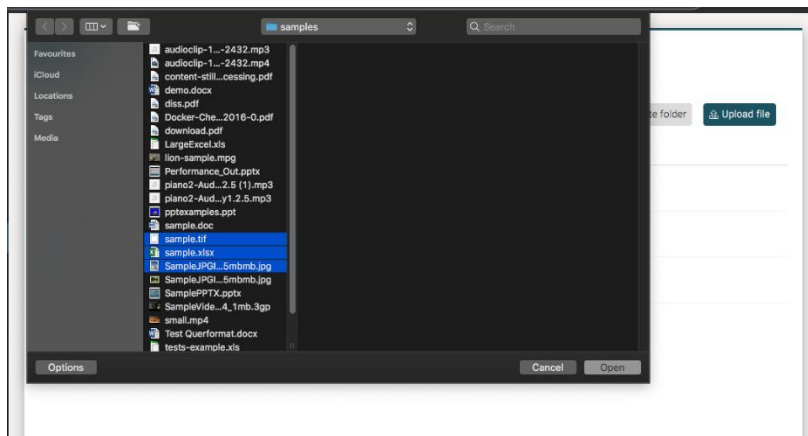 samples
Search
Favourites
iCloud
Locations
Tags
Media
audioclip-1...-2432.mp3
audioclip-1...-2432.mp4
content-still...cessing.pdf
demo.docx
diss.pdf
Docker-Che...2016-0.pdf
download.pdf
LargeExcel.xls
lion-sample.mpg
Performance_Out.pptx
piano2-Aud...2.5 (1).mp3
piano2-Aud...y1.2.5.mp3
pptexamples.ppt
sample.doc
sample.tif
sample.xlsx
SampleJPGI...5mbmb.jpg
SampleJPGI...5mbmb.jpg
SamplePPTX.pptx
SampleVide...4_1mb.3gp
small.mp4
Test Querformat.docx
tests-example.xls
te folder
Upload file
Options
Cancel
Open